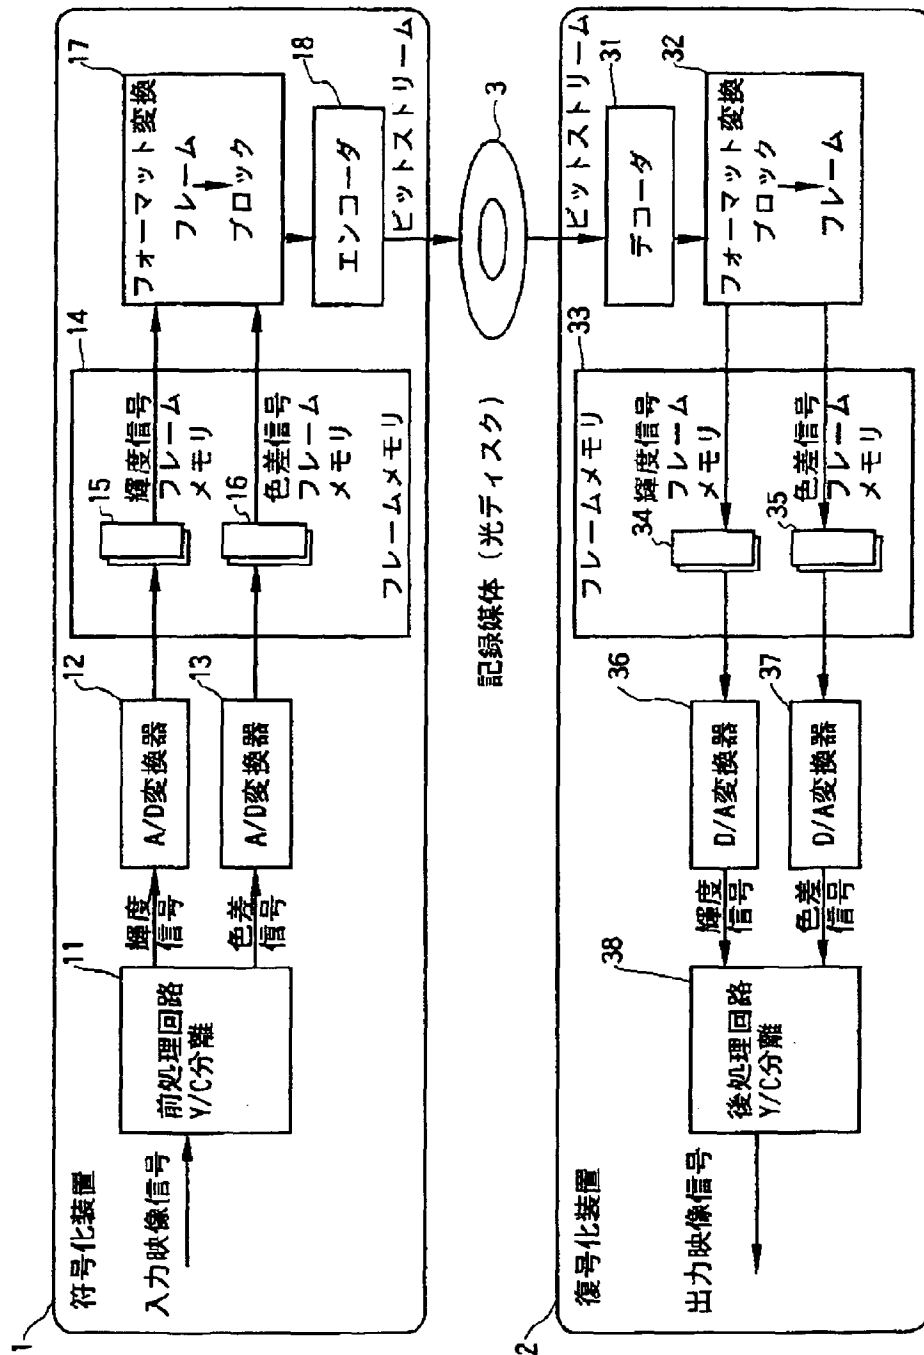 1
符号化装置
入力映像信号
11
前処理回路
Y/C分離
輝度
信号
色差
信号
12
A/D変換器
13
A/D変換器
14
15
輝度信号
フレーム
メモリ
16
色差信号
フレーム
メモリ
フレームメモリ
17
フォーマット変換
フレーム
ブロック
18
エンコーダ
ビットストリーム
3
記録媒体(光ディスク)
2
復号化装置
ビットストリーム
31
デコーダ
32
フォーマット変換
ブロック
フレーム
33
フレームメモリ
34
輝度信号
フレーム
メモリ
35
色差信号
フレーム
メモリ
36
D/A変換器
37
D/A変換器
輝度
信号
色差
信号
38
後処理回路
Y/C分離
出力映像信号